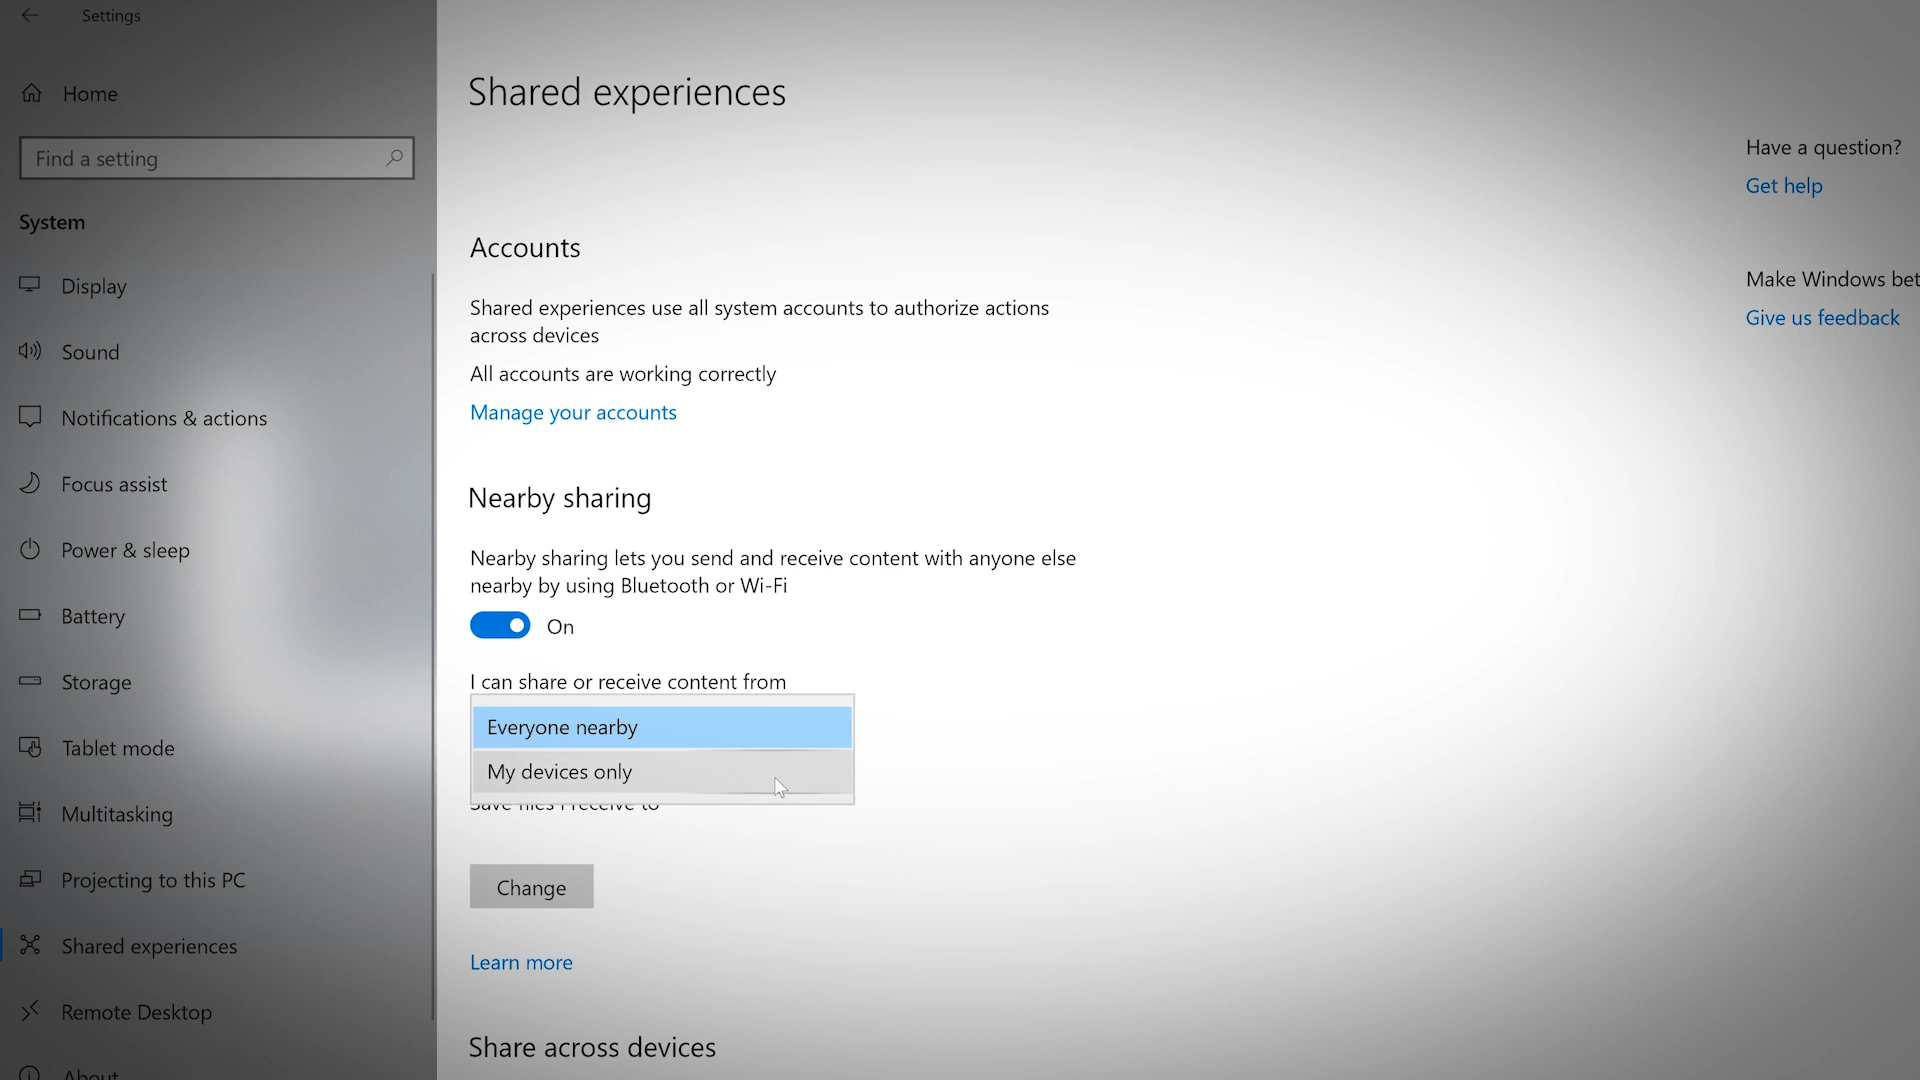 Settings
Home
Find a setting
System
Display
Sound
Notifications & actions
Focus assist
Power & sleep
Battery
Storage
Tablet mode
Multitasking
Projecting to this PC
Shared experiences
Remote Desktop
About
Shared experiences
Accounts
Shared experiences use all system accounts to authorize actions
across devices
All accounts are working correctly
Manage your accounts
Nearby sharing
Nearby sharing lets you send and receive content with anyone else
nearby by using Bluetooth or Wi-Fi
On
I can share or receive content from
Everyone nearby
My devices only
Save files I receive to
Change
Learn more
Share across devices
Have a question?
Get help
Make Windows bet
Give us feedback